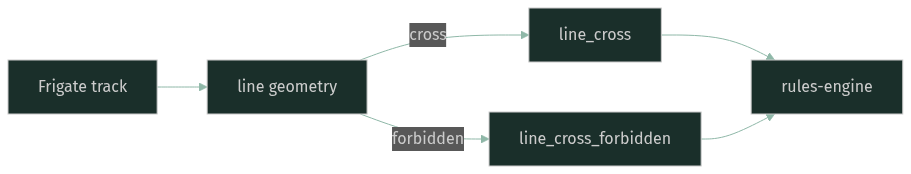 Frigate track
line geometry
cross
line_cross
forbidden
line_cross_forbidden
rules-engine